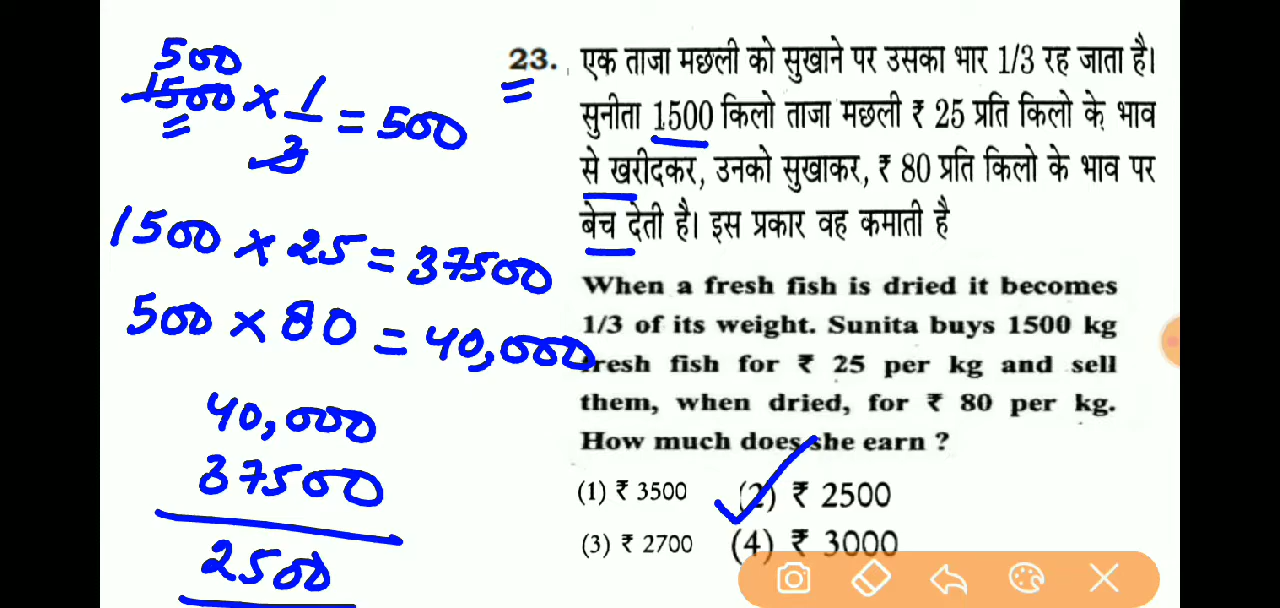 500
1500 × 1/3 = 500
1500 × 25 = 37500
500 × 80 = 40,000
40,000
37500
2500
23. एक ताजा मछली को सुखाने पर उसका भार 1/3 रह जाता है।
सुनीता 1500 किलो ताजा मछली ₹ 25 प्रति किलो के भाव
से खरीदकर, उनको सुखाकर, ₹ 80 प्रति किलो के भाव पर
बेच देती है। इस प्रकार वह कमाती है
When a fresh fish is dried it becomes
1/3 of its weight. Sunita buys 1500 kg
fresh fish for ₹ 25 per kg and sell
them, when dried, for ₹ 80 per kg.
How much does she earn ?
(1) ₹ 3500 (2) ₹ 2500
(3) ₹ 2700 (4) ₹ 3000